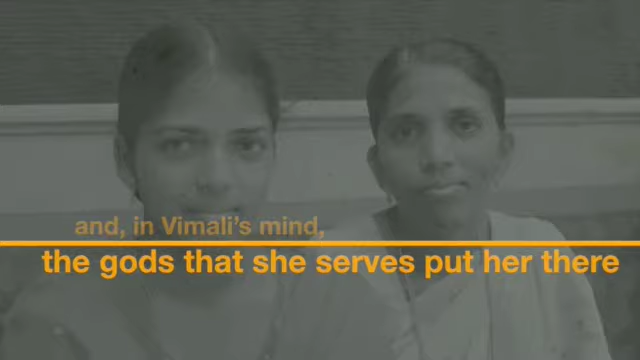 and, in Vimali's mind,
the gods that she serves put her there